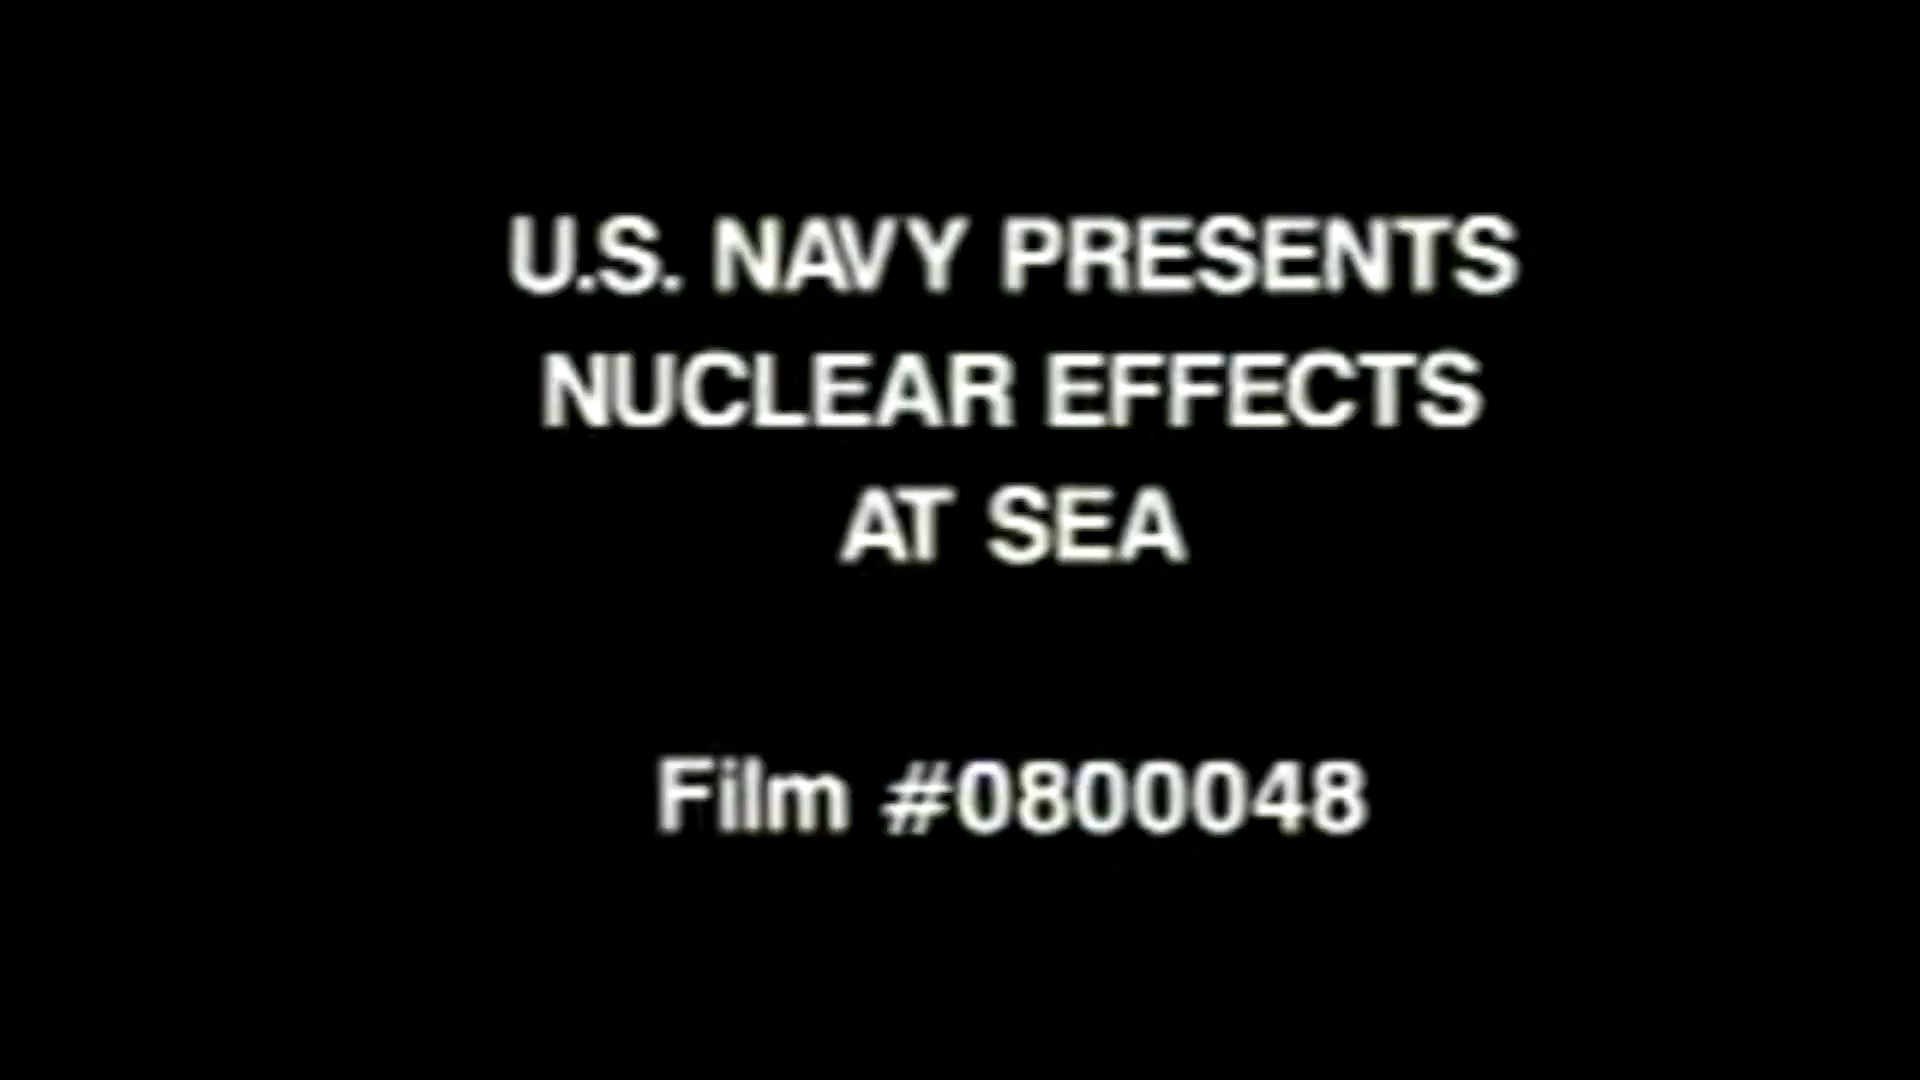 U.S. NAVY PRESENTS
NUCLEAR EFFECTS
AT SEA
Film #0800048